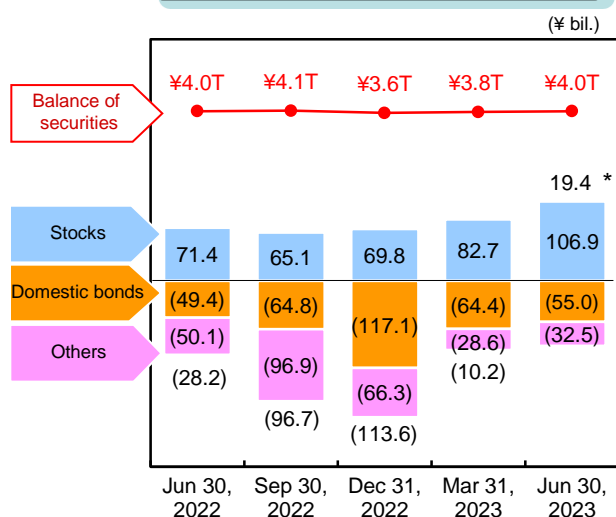 (¥ bil.)
¥4.0T ¥4.1T ¥3.6T ¥3.8T ¥4.0T
Balance of
securities
19.4 *
Stocks
71.4 65.1 69.8 82.7 106.9
Domestic bonds
(49.4) (64.8) (117.1) (64.4) (55.0)
Others
(50.1) (96.9) (66.3) (28.6) (32.5)
(28.2) (96.7) (113.6) (10.2)
Jun 30, Sep 30, Dec 31, Mar 31, Jun 30,
2022 2022 2022 2023 2023